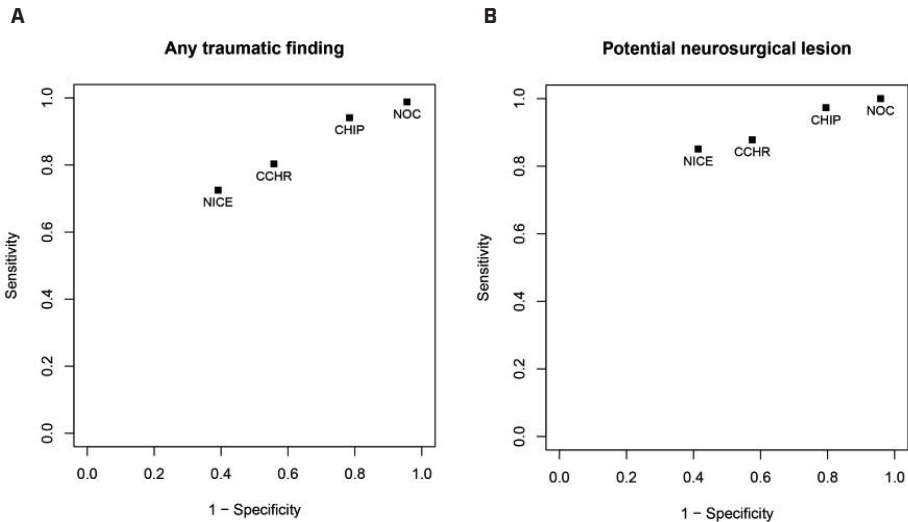 A
Any traumatic finding
Sensitivity
1.0
0.8
0.6
0.4
0.2
0.0
NOC
CHIP
CCHR
NICE
0.0 0.2 0.4 0.6 0.8 1.0
1 − Specificity
B
Potential neurosurgical lesion
Sensitivity
1.0
0.8
0.6
0.4
0.2
0.0
NOC
CHIP
CCHR
NICE
0.0 0.2 0.4 0.6 0.8 1.0
1 − Specificity